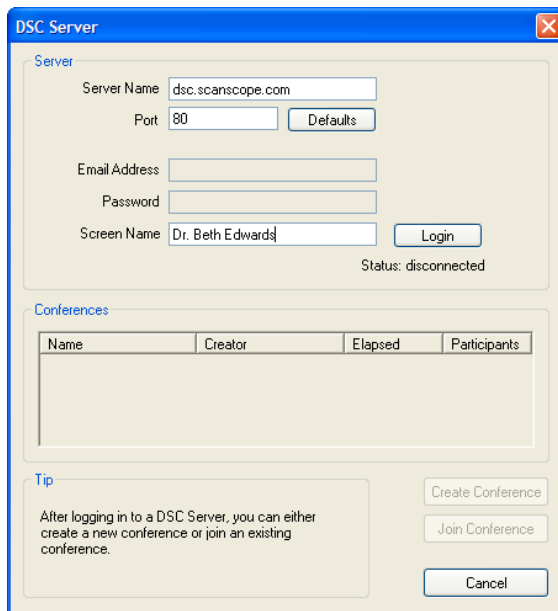 DSC Server
Server
Server Name dsc.scanscope.com
Port 80 Defaults
Email Address
Password
Screen Name Dr. Beth Edwards Login
Status: disconnected
Conferences
Name Creator Elapsed Participants
Tip
After logging in to a DSC Server, you can either
create a new conference or join an existing
conference.
Create Conference
Join Conference
Cancel